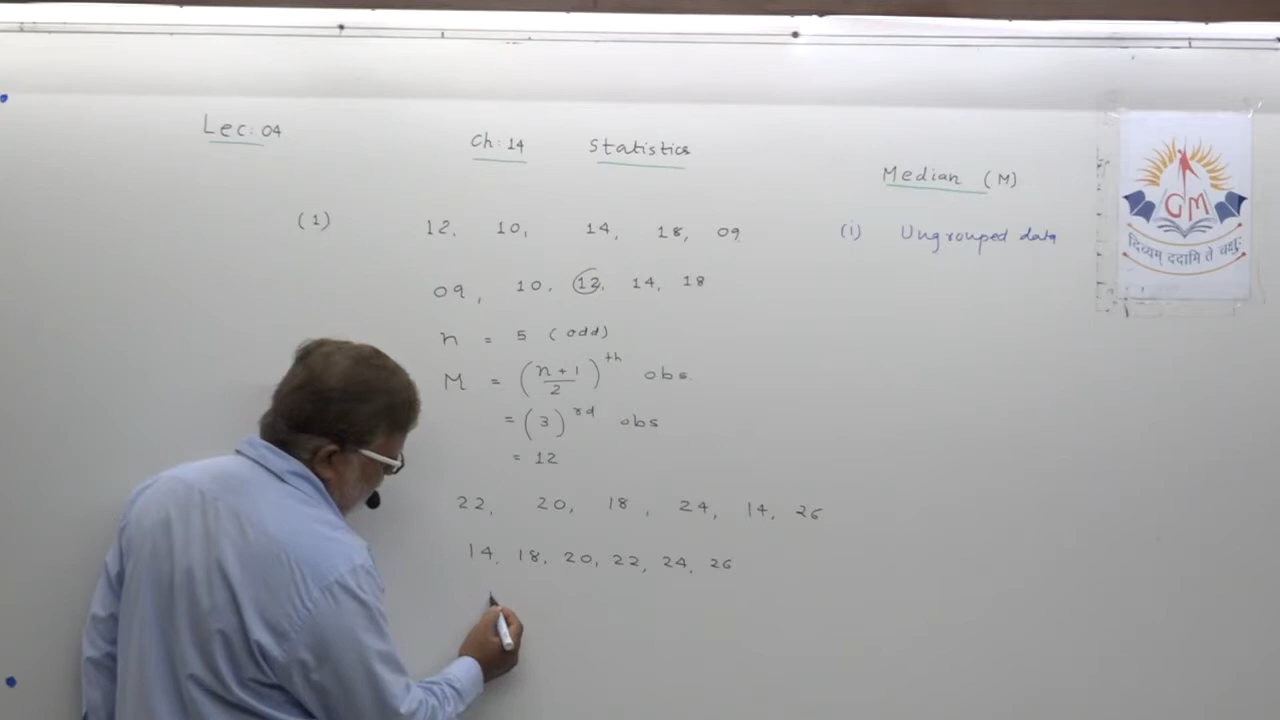 Lec: 04
Ch: 14 Statistics
Median (M)
(1) 12, 10, 14, 18, 09
(i) Ungrouped data
09, 10, 12, 14, 18
n = 5 (odd)
M = (n+1/2)th obs.
= (3)rd obs
= 12
22, 20, 18, 24, 14, 26
14, 18, 20, 22, 24, 26
GM
दिव्यम् ददामि ते चक्षुः